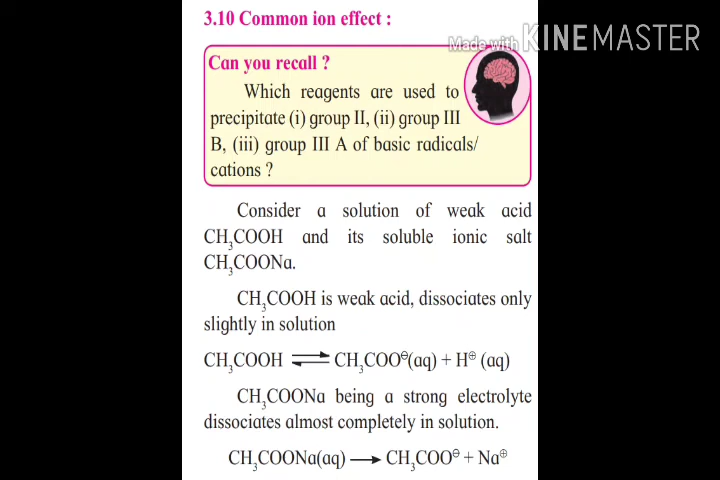 3.10 Common ion effect :
Made with KINEMASTER
Can you recall ?
Which reagents are used to
precipitate (i) group II, (ii) group III
B, (iii) group III A of basic radicals/
cations ?
Consider a solution of weak acid
CH₃COOH and its soluble ionic salt
CH₃COONa.
CH₃COOH is weak acid, dissociates only
slightly in solution
CH₃COOH ⇌ CH₃COO⊖(aq) + H⊕ (aq)
CH₃COONa being a strong electrolyte
dissociates almost completely in solution.
CH₃COONa(aq) ⟶ CH₃COO⊖ + Na⊕